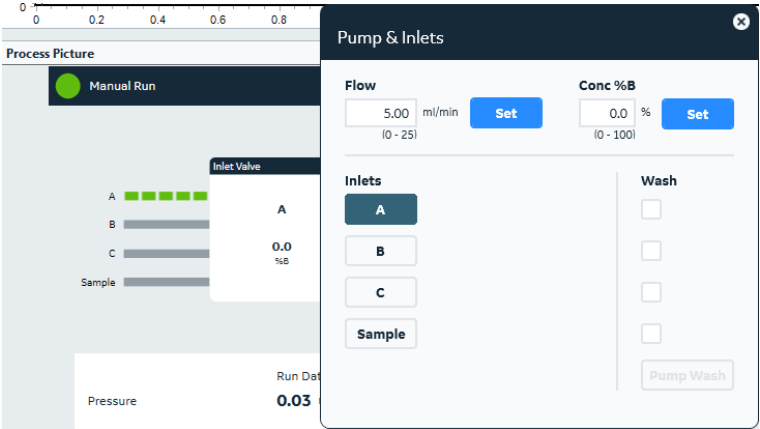 0
0 0.2 0.4 0.6 0.8
Process Picture
Manual Run
Inlet Valve
A
B
C
Sample
A
0.0
%B
Run Dat
Pressure 0.03
Pump & Inlets
Flow Conc %B
5.00 ml/min Set 0.0 % Set
(0 - 25) (0 - 100)
Inlets Wash
A
B
C
Sample
Pump Wash